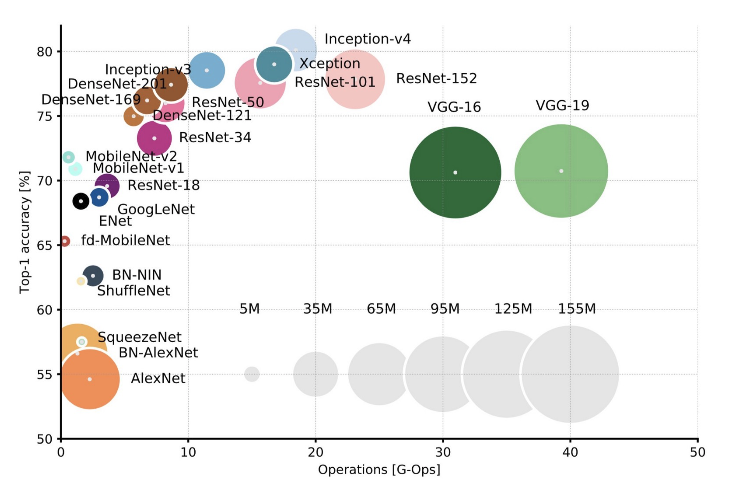 Inception-v4
80
Xception
Inception-v3
DenseNet-201
ResNet-101
ResNet-152
DenseNet-169
ResNet-50
VGG-16
VGG-19
75
DenseNet-121
ResNet-34
MobileNet-v2
MobileNet-v1
70
ResNet-18
GoogLeNet
ENet
Top-1 accuracy [%]
65
fd-MobileNet
BN-NIN
ShuffleNet
60
5M 35M 65M 95M 125M 155M
SqueezeNet
BN-AlexNet
55
AlexNet
50
0 10 20 30 40 50
Operations [G-Ops]